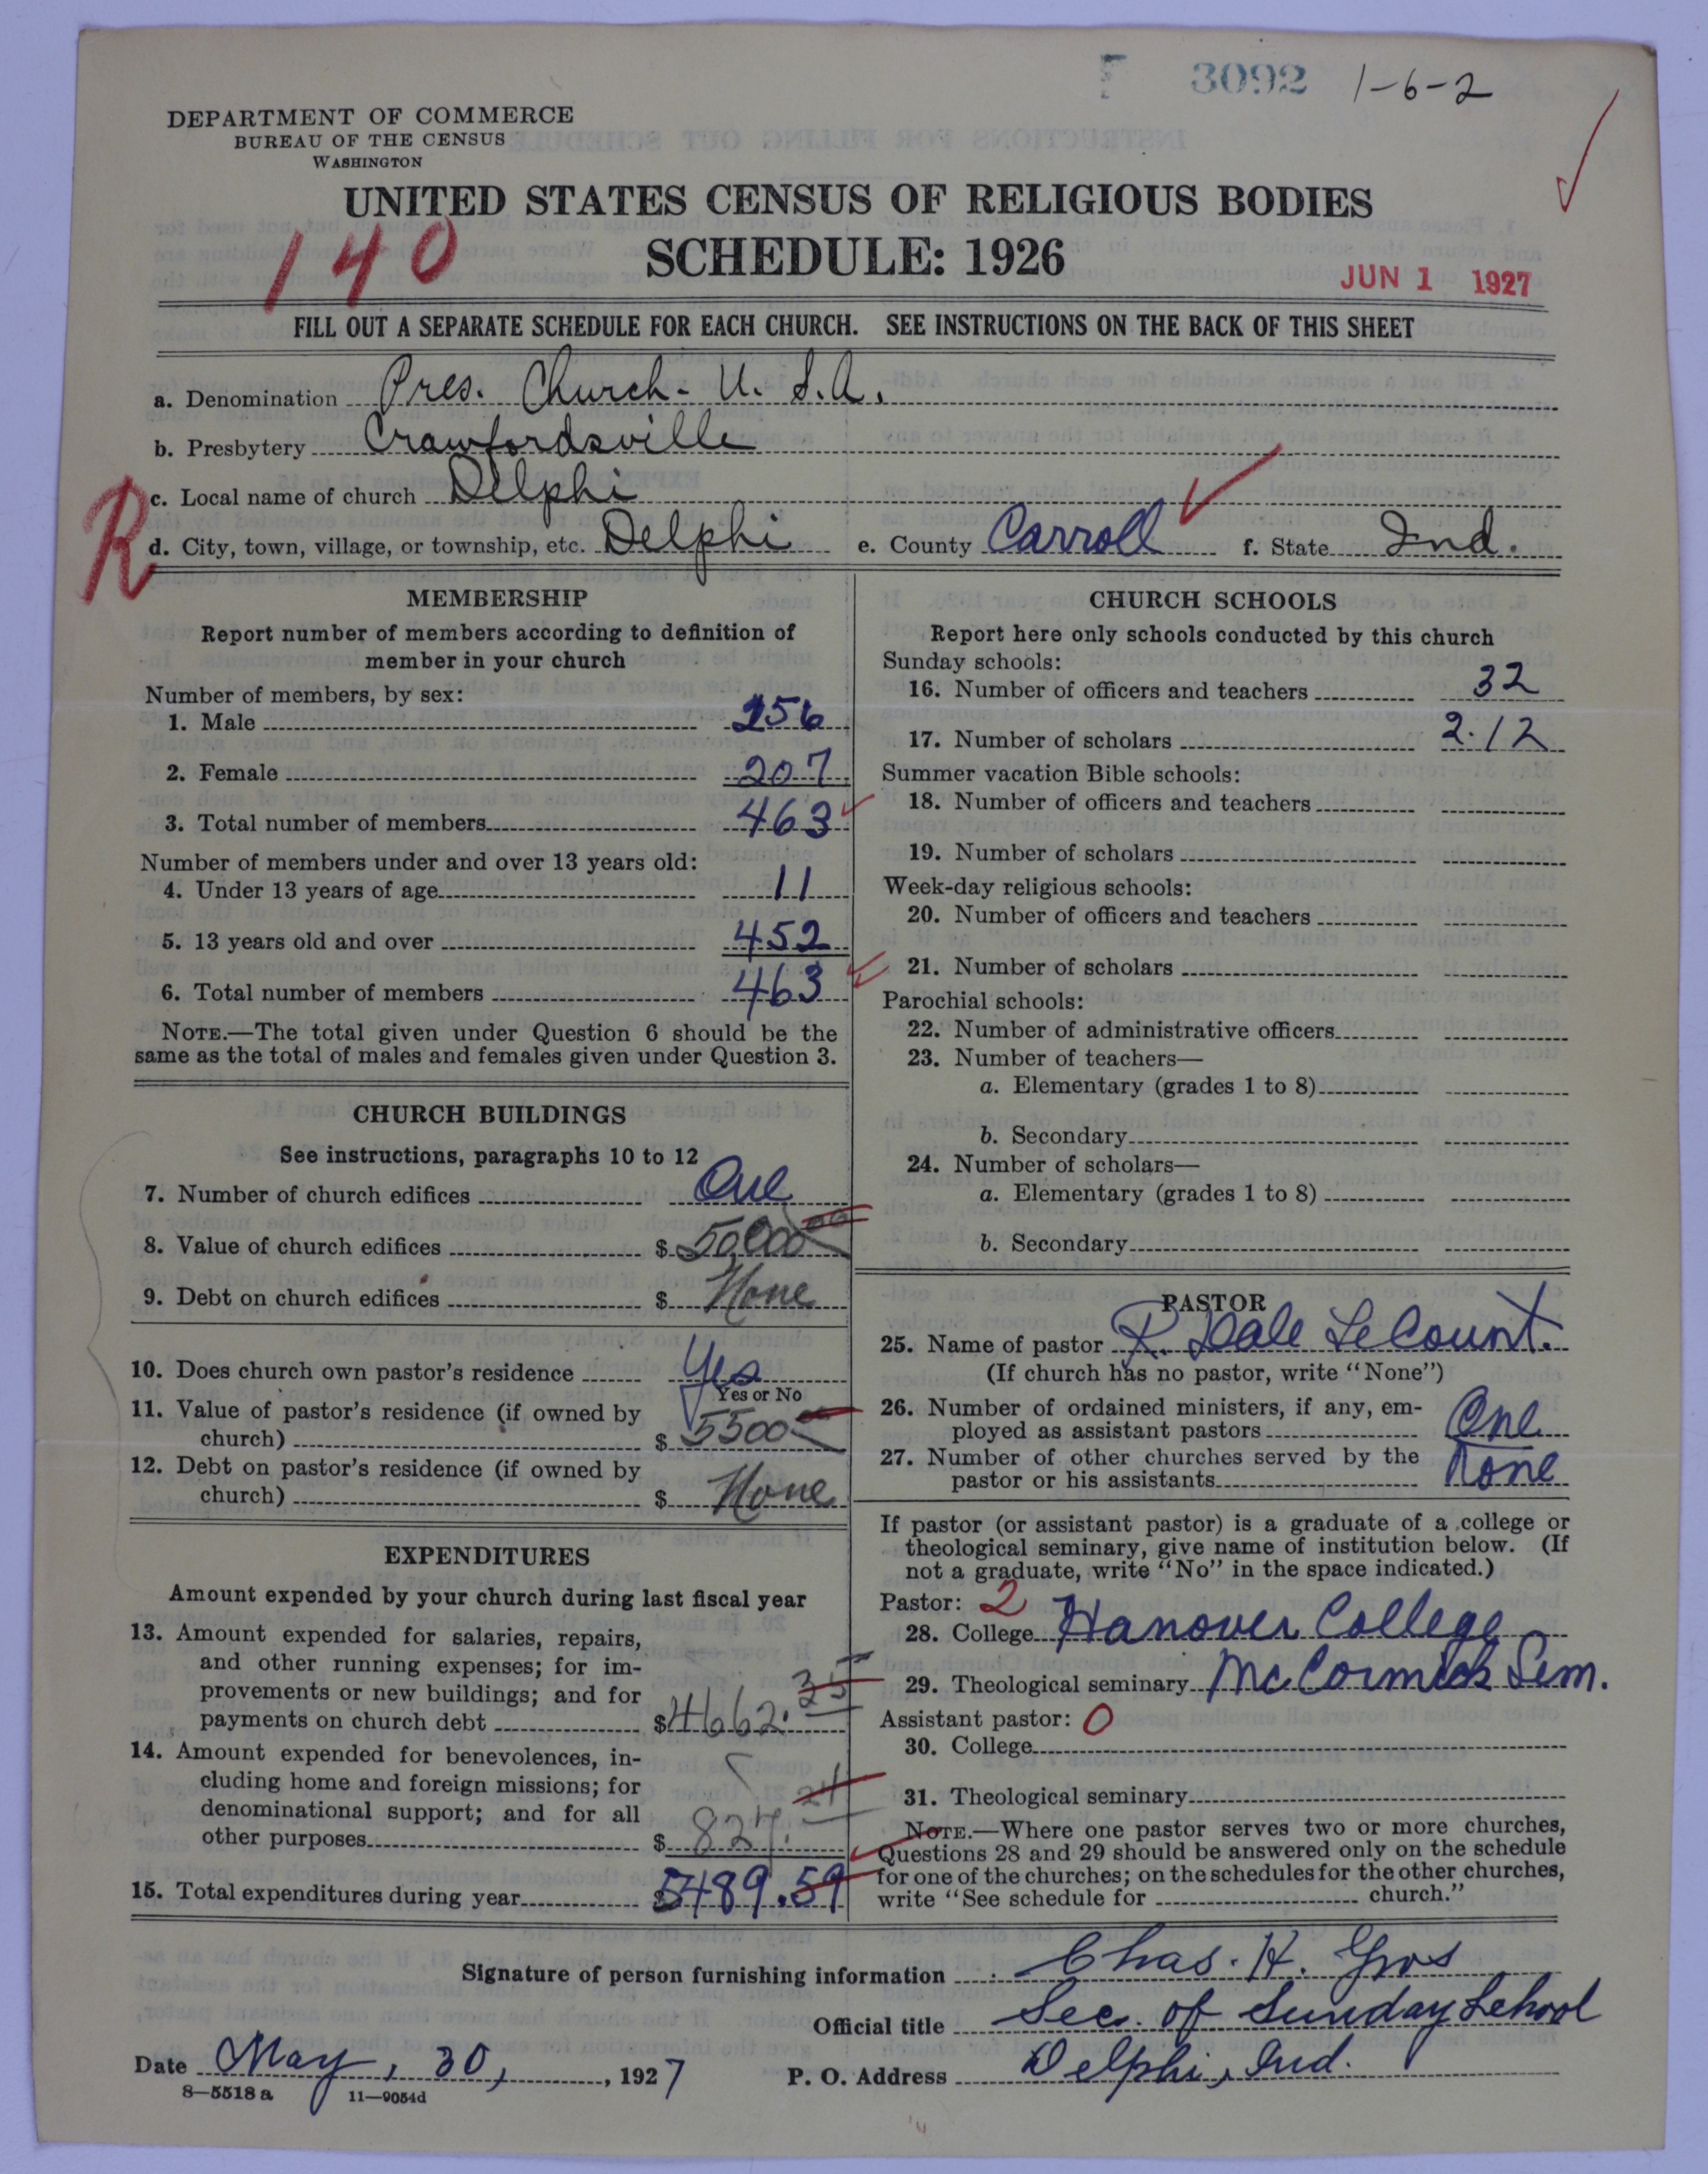 3092 1-6-2
DEPARTMENT OF COMMERCE
BUREAU OF THE CENSUS
WASHINGTON
UNITED STATES CENSUS OF RELIGIOUS BODIES
140
SCHEDULE: 1926
JUN 1 1927
FILL OUT A SEPARATE SCHEDULE FOR EACH CHURCH. SEE INSTRUCTIONS ON THE BACK OF THIS SHEET
a. Denomination Pres. Church - U. S. A.
b. Presbytery Crawfordsville
R
c. Local name of church Delphi
d. City, town, village, or township, etc. Delphi e. County Carroll f. State Ind.
MEMBERSHIP
Report number of members according to definition of
member in your church
Number of members, by sex:
1. Male 256
2. Female 207
3. Total number of members 463
Number of members under and over 13 years old:
4. Under 13 years of age 11
5. 13 years old and over 452
6. Total number of members 463
NOTE.—The total given under Question 6 should be the
same as the total of males and females given under Question 3.
CHURCH BUILDINGS
See instructions, paragraphs 10 to 12
7. Number of church edifices One
8. Value of church edifices $ 50,000 00
9. Debt on church edifices $ None
10. Does church own pastor's residence Yes
Yes or No
11. Value of pastor's residence (if owned by
church) $ 5500
12. Debt on pastor's residence (if owned by
church) $ None
EXPENDITURES
Amount expended by your church during last fiscal year
13. Amount expended for salaries, repairs,
and other running expenses; for im-
provements or new buildings; and for
payments on church debt $ 4662.35
14. Amount expended for benevolences, in-
cluding home and foreign missions; for
denominational support; and for all
other purposes $ 827.24
15. Total expenditures during year $ 5489.59
CHURCH SCHOOLS
Report here only schools conducted by this church
Sunday schools:
16. Number of officers and teachers 32
17. Number of scholars 2.12
Summer vacation Bible schools:
18. Number of officers and teachers
19. Number of scholars
Week-day religious schools:
20. Number of officers and teachers
21. Number of scholars
Parochial schools:
22. Number of administrative officers
23. Number of teachers—
a. Elementary (grades 1 to 8)
b. Secondary
24. Number of scholars—
a. Elementary (grades 1 to 8)
b. Secondary
PASTOR
25. Name of pastor R. Dale LeCount.
(If church has no pastor, write "None")
26. Number of ordained ministers, if any, em-
ployed as assistant pastors One
27. Number of other churches served by the
pastor or his assistants None
If pastor (or assistant pastor) is a graduate of a college or
theological seminary, give name of institution below. (If
not a graduate, write "No" in the space indicated.)
Pastor: 2
28. College Hanover College
29. Theological seminary McCormick Sem.
Assistant pastor: 0
30. College
31. Theological seminary
NOTE.—Where one pastor serves two or more churches,
Questions 28 and 29 should be answered only on the schedule
for one of the churches; on the schedules for the other churches,
write "See schedule for church."
Signature of person furnishing information Chas. H.
Official title Sec. of Sunday School
Date May, 30, 1927 P. O. Address Delphi, Ind.
8—5518 a 11—9054d